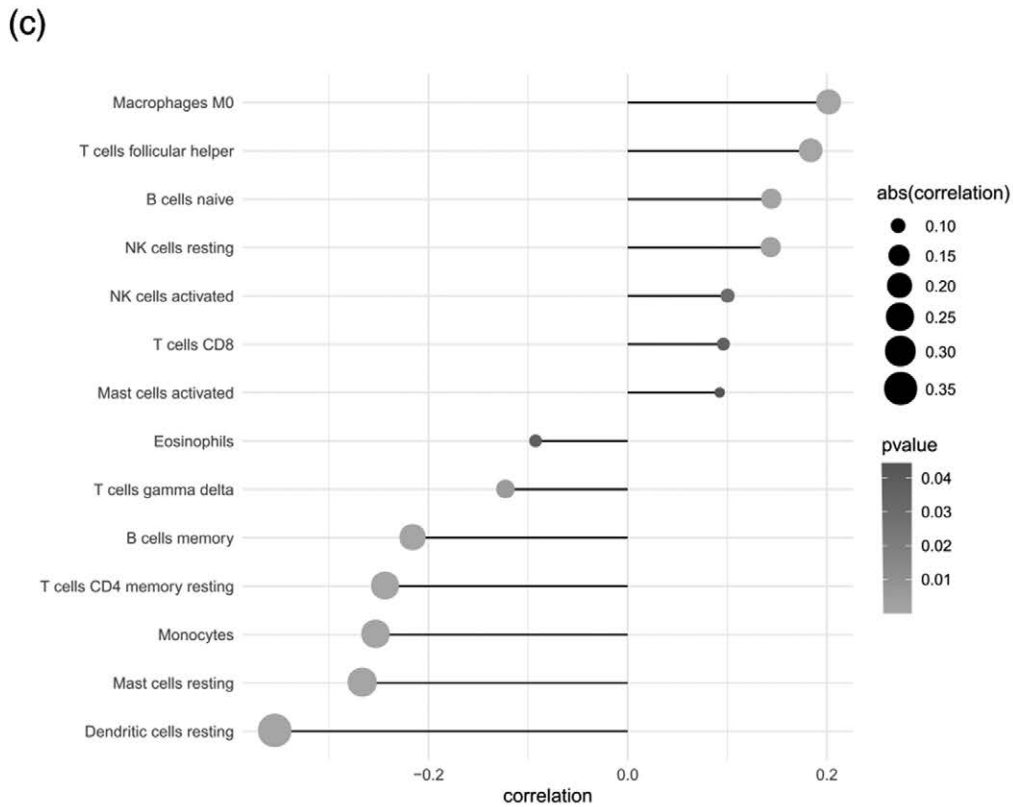 (c)
Macrophages M0
T cells follicular helper
B cells naive
NK cells resting
NK cells activated
T cells CD8
Mast cells activated
Eosinophils
T cells gamma delta
B cells memory
T cells CD4 memory resting
Monocytes
Mast cells resting
Dendritic cells resting
−0.2 0.0 0.2
correlation
abs(correlation)
0.10
0.15
0.20
0.25
0.30
0.35
pvalue
0.04
0.03
0.02
0.01